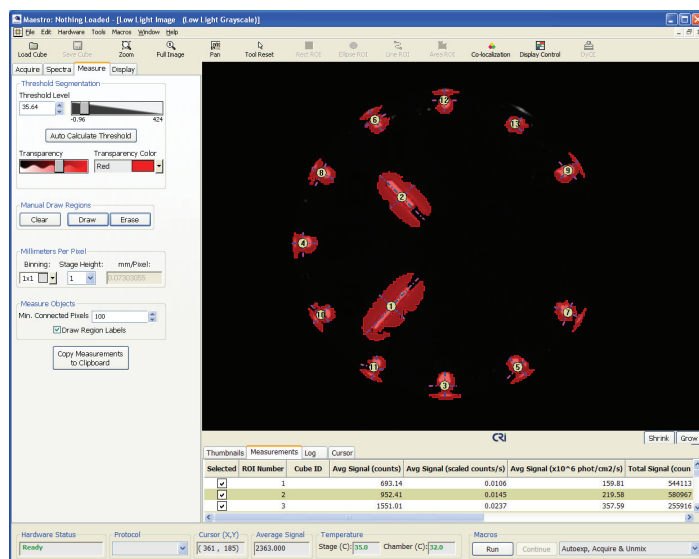 Maestro: Nothing Loaded - [Low Light Image (Low Light Grayscale)]
File Edit Hardware Tools Macros Window Help
Load Cube Save Cube Zoom Full Image Pan Tool Reset Rect ROI Ellipse ROI Line ROI Area ROI Co-localization Display Control DyCE
Acquire Spectra Measure Display
Threshold Segmentation
Threshold Level
35.64
-0.96 424
Auto Calculate Threshold
Transparency Transparency Color
Red
Manual Draw Regions
Clear Draw Erase
Millimeters Per Pixel
Binning: Stage Height: mm/Pixel:
1x1 1 0.07303055
Measure Objects
Min. Connected Pixels 100
Draw Region Labels
Copy Measurements
to Clipboard
12
6
13
8
9
2
4
1
10
7
11
5
3
CRi
Shrink Grow
Thumbnails Measurements Log Cursor
Selected ROI Number Cube ID Avg Signal (counts) Avg Signal (scaled counts/s) Avg Signal (x10^6 phot/cm2/s) Total Signal (coun
1 693.14 0.0106 159.81 544113
2 952.41 0.0145 219.58 580967
3 1551.01 0.0237 357.59 255916
Hardware Status Protocol Cursor (X,Y) Average Signal Temperature Macros
Ready ( 361 , 185) 2363.000 Stage (C): 35.0 Chamber (C): 32.0 Run Continue Autoexp, Acquire & Unmix